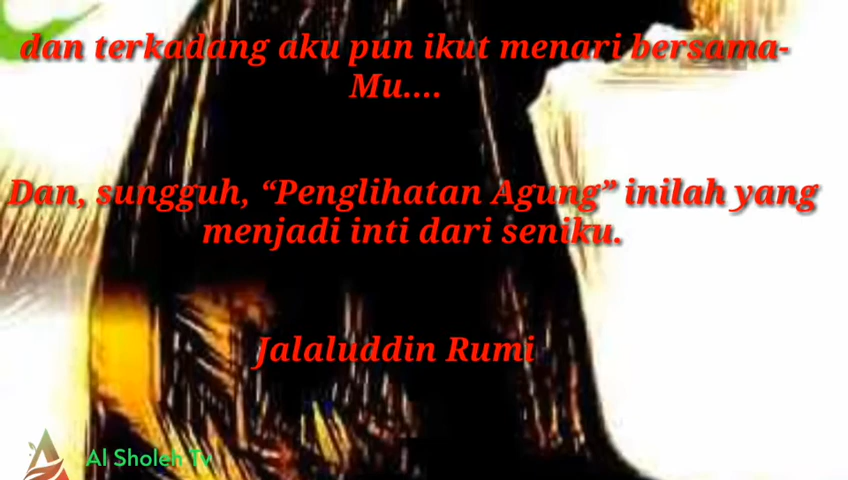 dan terkadang aku pun ikut menari bersama-
Mu....
Dan, sungguh, “Penglihatan Agung” inilah yang
menjadi inti dari seniku.
Jalaluddin Rumi
Al Sholeh Tv